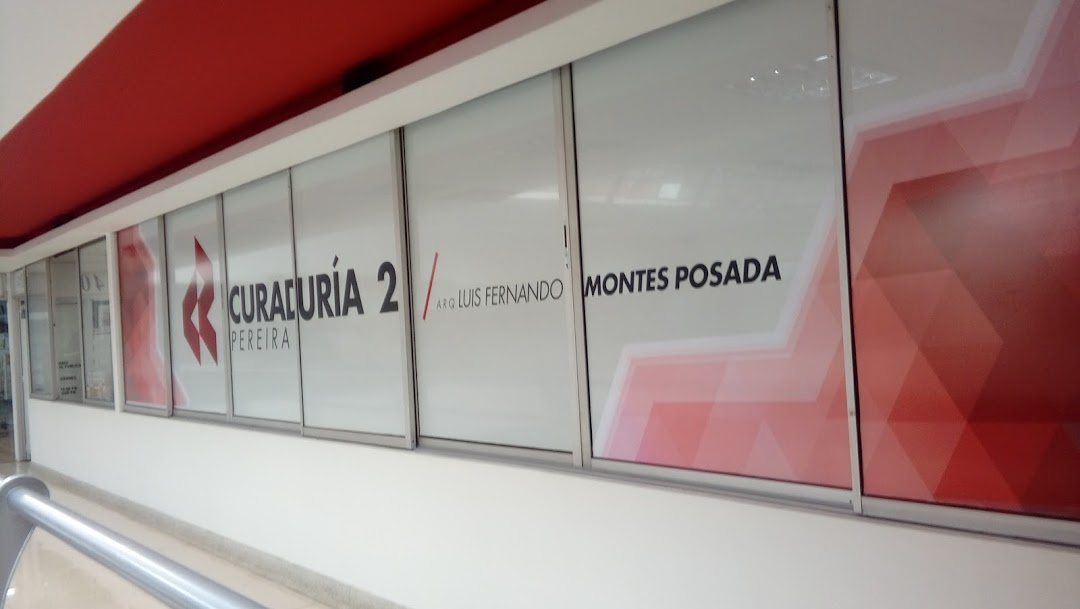 CURADURÍA 2
PEREIRA
/ ARQ LUIS FERNANDO MONTES POSADA